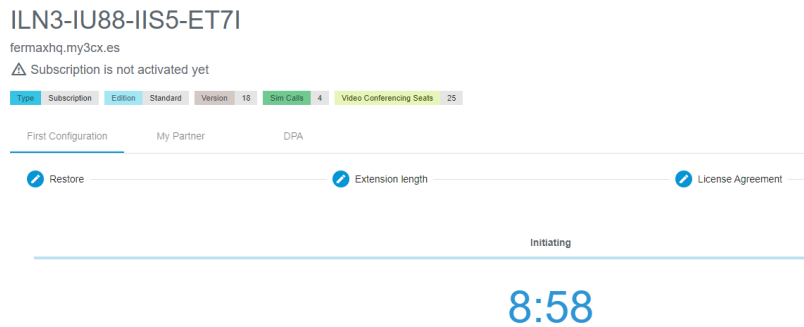 ILN3-IU88-IIS5-ET7I
fermaxhq.my3cx.es
Subscription is not activated yet
Type Subscription Edition Standard Version 18 Sim Calls 4 Video Conferencing Seats 25
First Configuration My Partner DPA
Restore Extension length License Agreement
Initiating
8:58